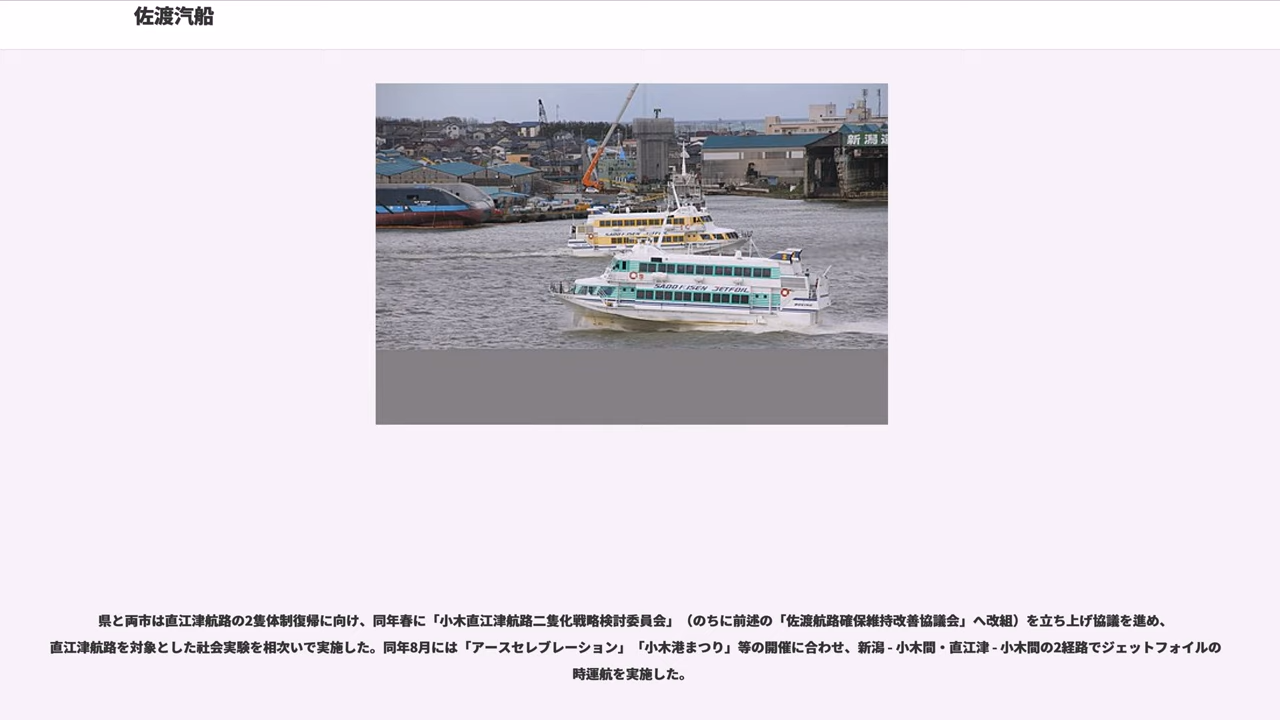 佐渡汽船
新潟
SADO KISEN JETFOIL
BOEING
県と両市は直江津航路の2隻体制復帰に向け、同年春に「小木直江津航路二隻化戦略検討委員会」（のちに前述の「佐渡航路確保維持改善協議会」へ改組）を立ち上げ協議を進め、
直江津航路を対象とした社会実験を相次いで実施した。同年8月には「アースセレブレーション」「小木港まつり」等の開催に合わせ、新潟 - 小木間・直江津 - 小木間の2経路でジェットフォイルの
時運航を実施した。